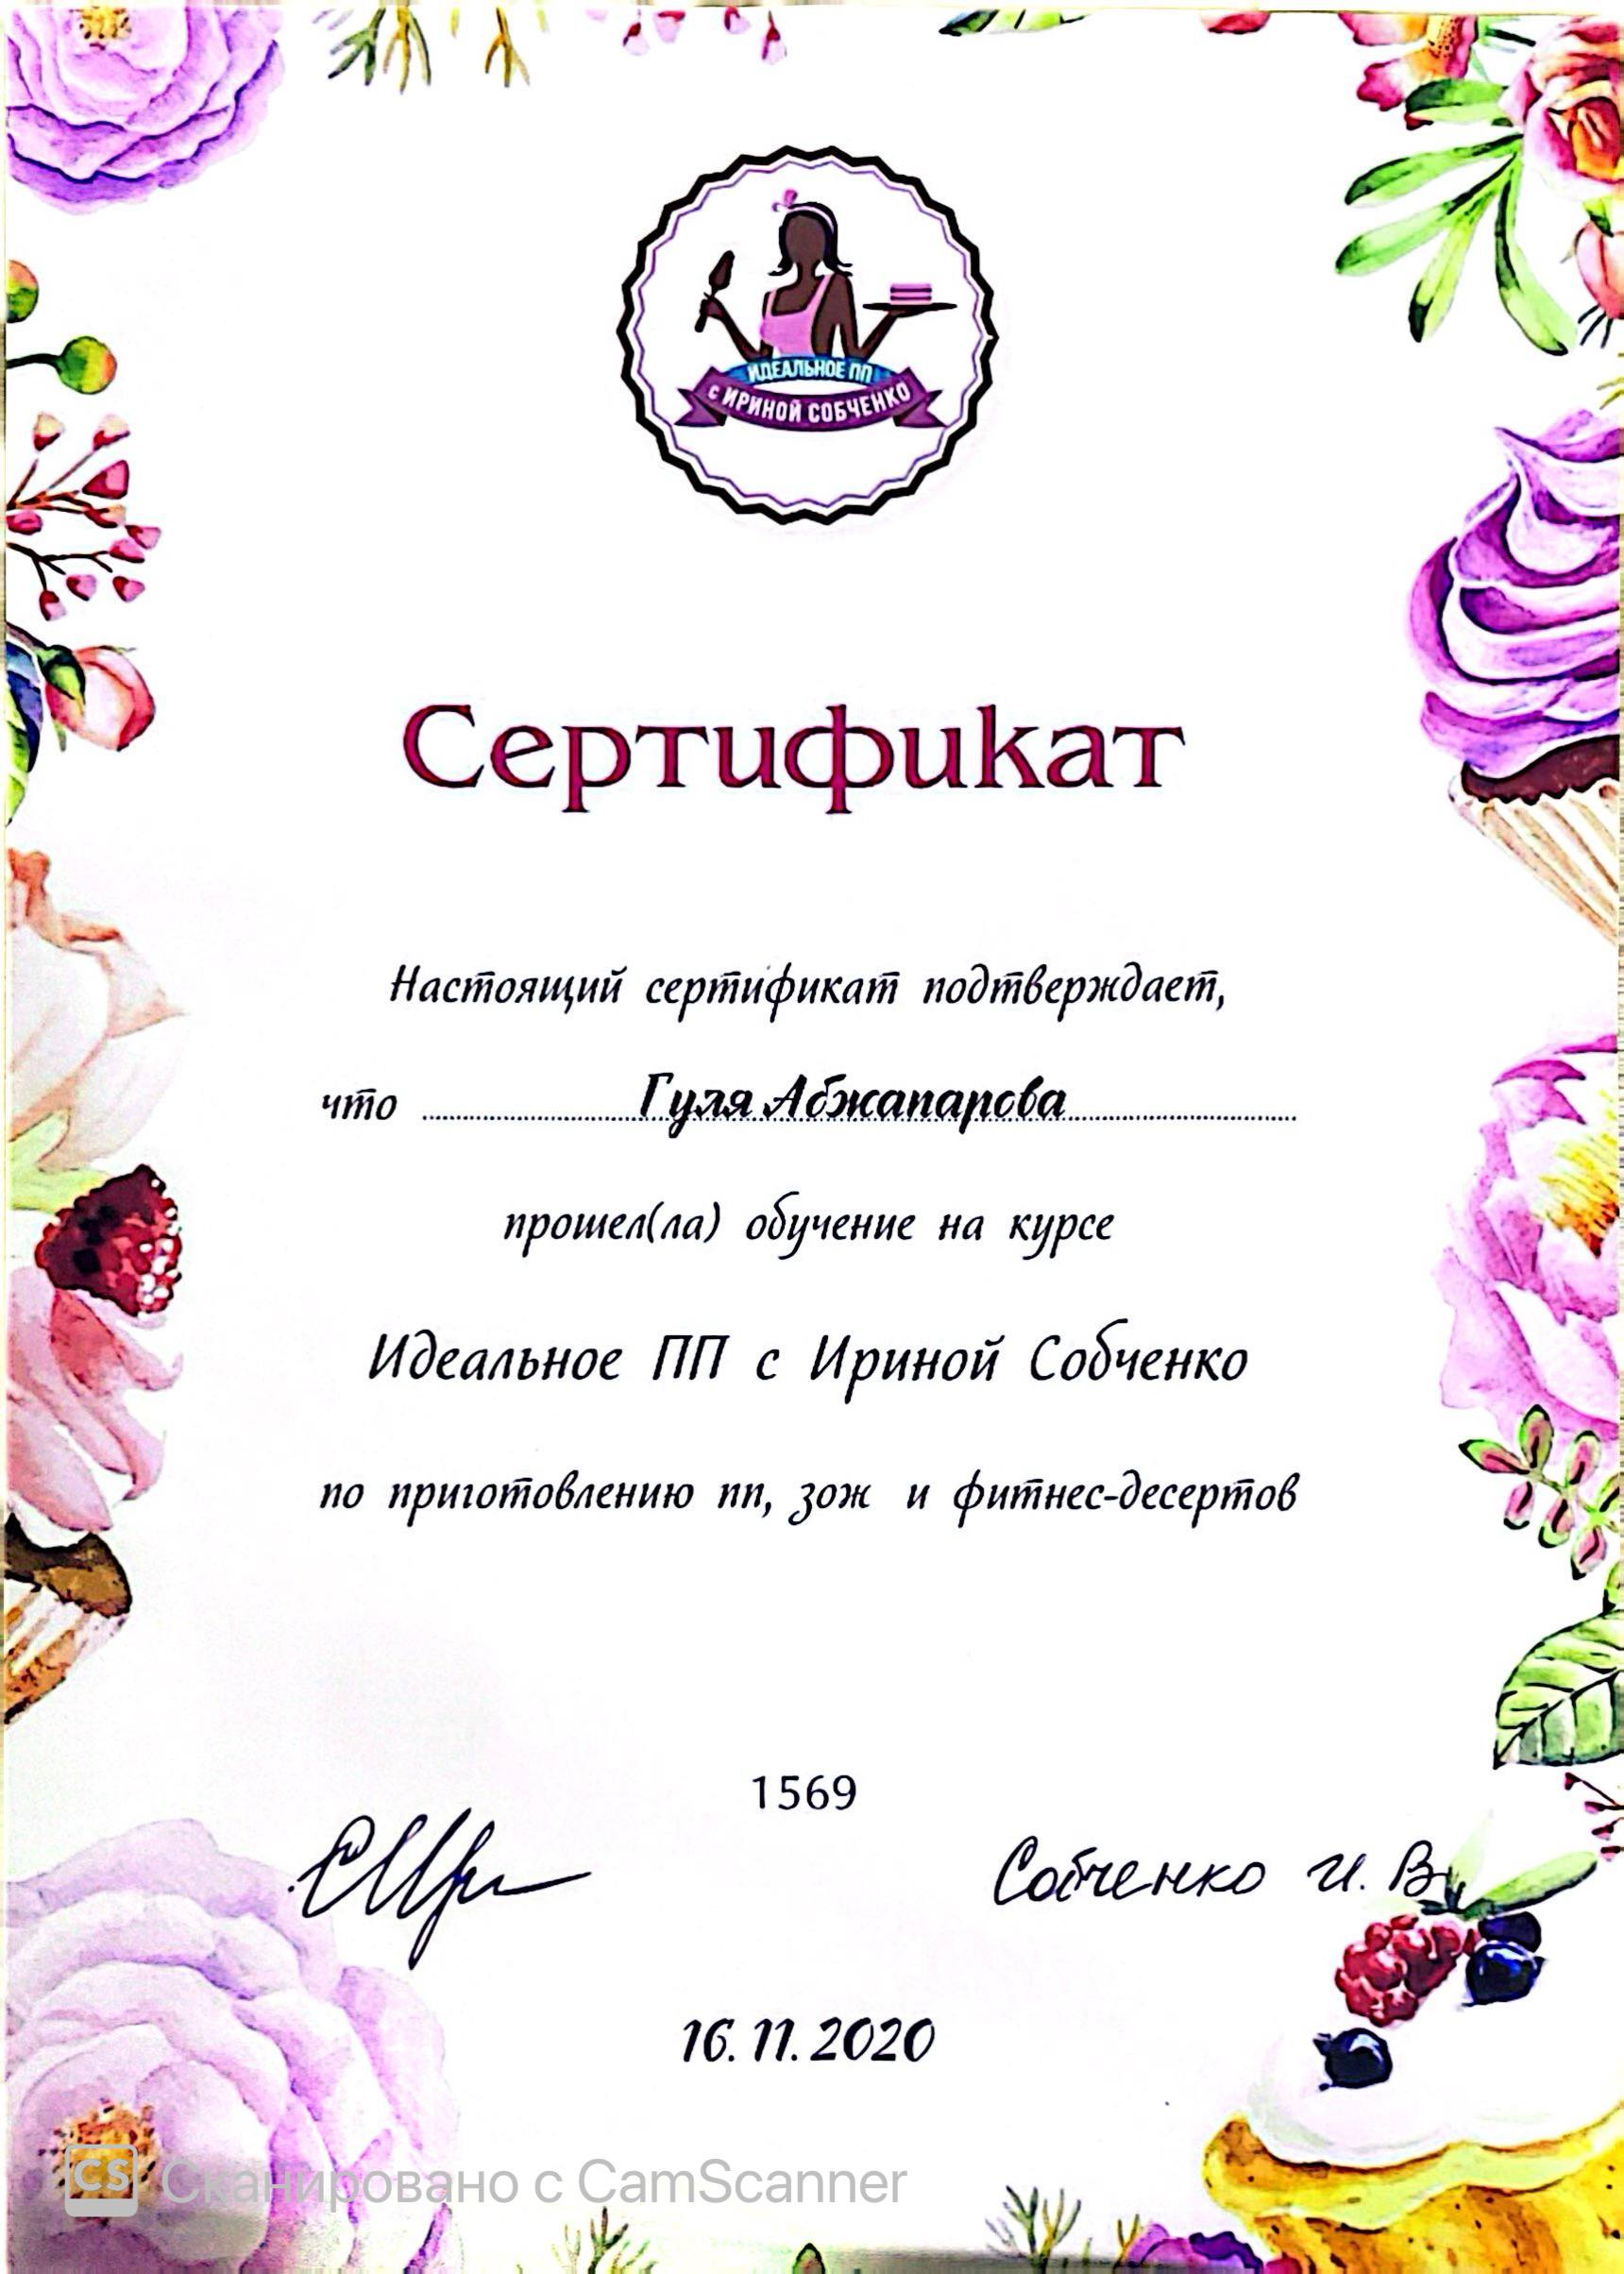 ИДЕАЛЬНОЕ ПП
с ИРИНОЙ СОБЧЕНКО
Сертификат
Настоящий сертификат подтверждает,
что Гуля Абжапарова
прошел(ла) обучение на курсе
Идеальное ПП с Ириной Собченко
по приготовлению пп, зож и фитнес-десертов
1569
Собченко И. В.
16.11.2020
CS Сканировано с CamScanner